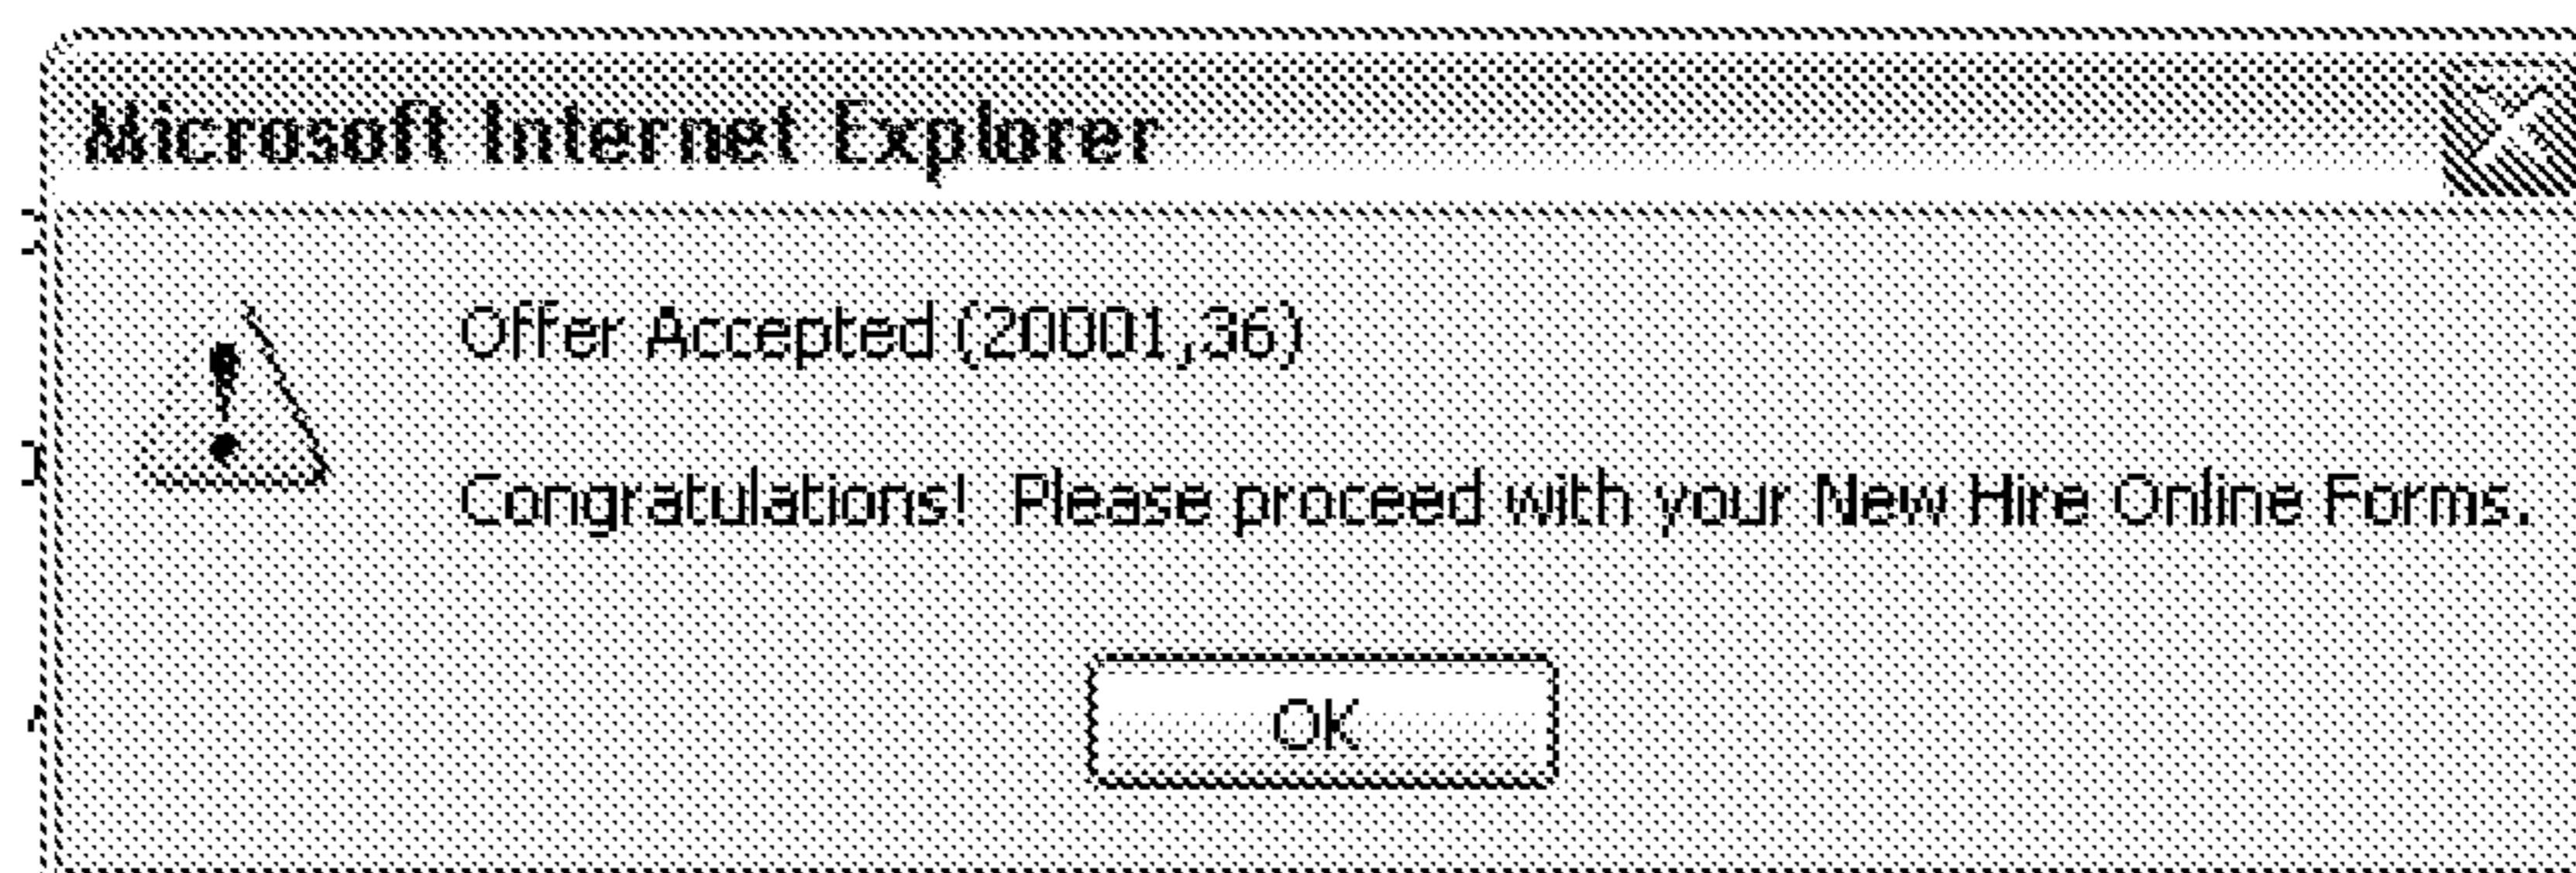 Microsoft Internet Explorer
Offer Accepted (20001,36)
Congratulations!  Please proceed with your New Hire Online Forms.
OK